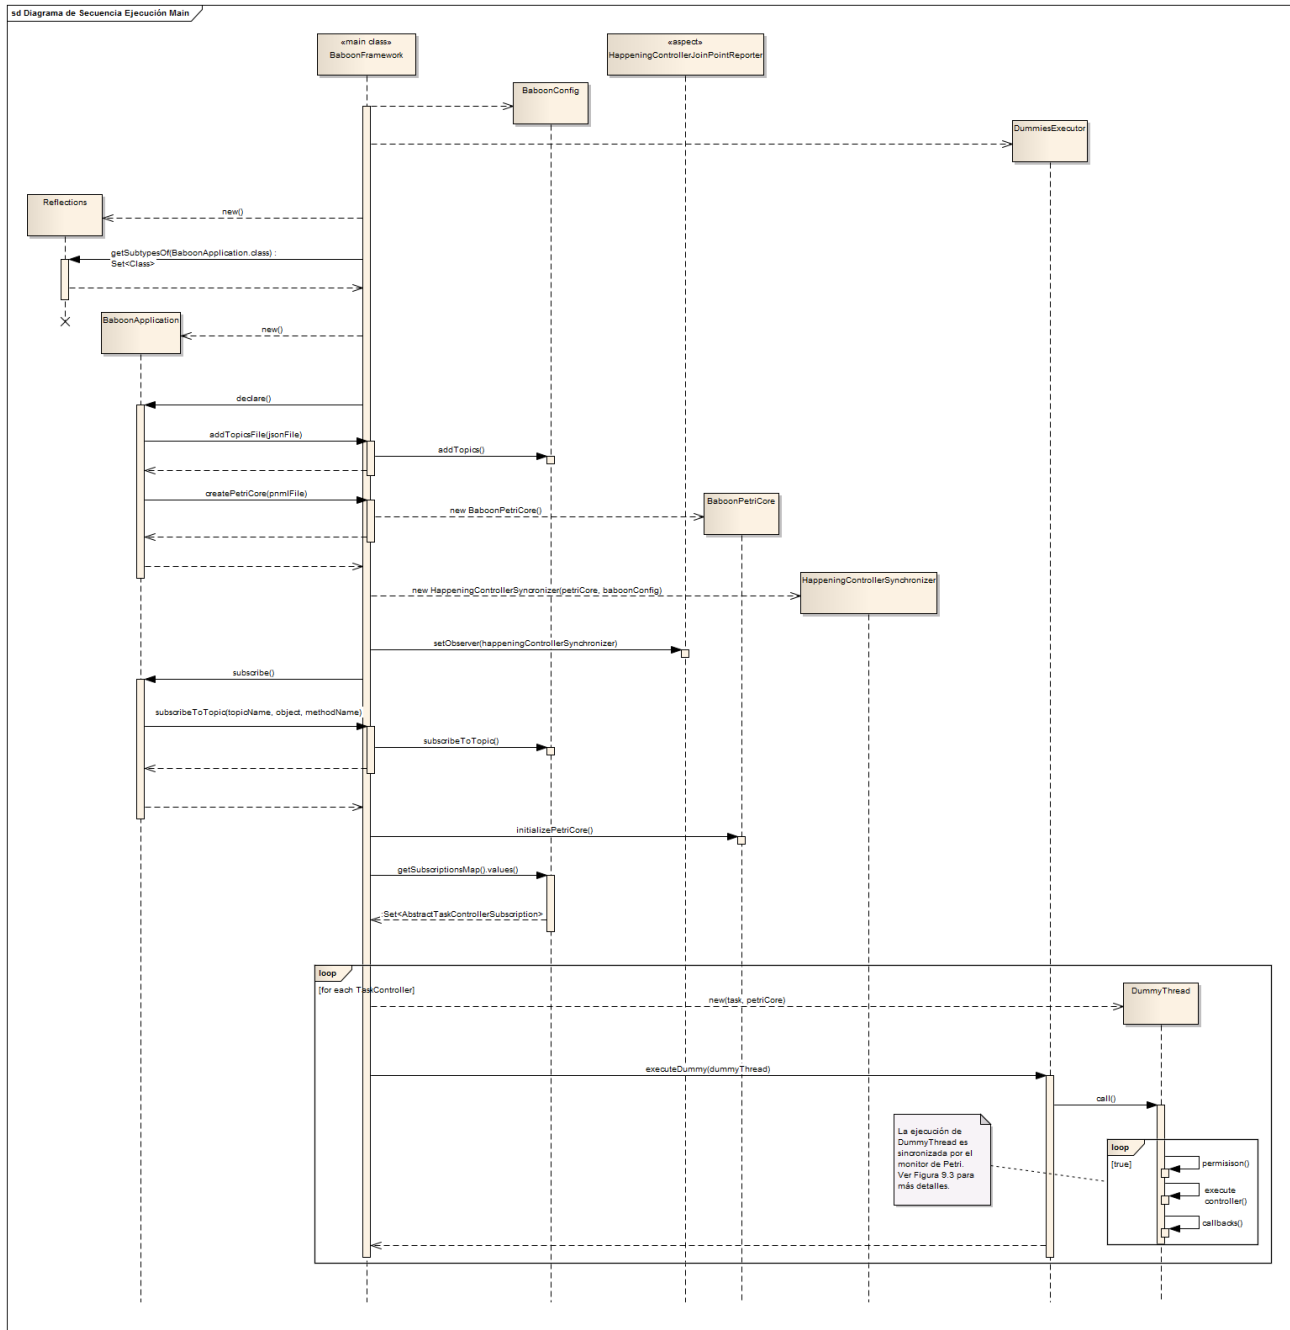 sd Diagrama de Secuencia Ejecución Main
«main class»
BaboonFramework
«aspect»
HappeningControllerJoinPointReporter
BaboonConfig
DummiesExecutor
Reflections
new()
getSubtypesOf(BaboonApplication.class) :
Set<Class>
BaboonApplication
new()
declare()
addTopicsFile(jsonFile)
addTopics()
createPetriCore(pnmlFile)
BaboonPetriCore
new BaboonPetriCore()
HappeningControllerSynchronizer
new HappeningControllerSyncronizer(petriCore, baboonConfig)
setObserver(happeningControllerSynchronizer)
subscribe()
subscribeToTopic(topicName, object, methodName)
subscribeToTopic()
initializePetriCore()
getSubscriptionsMap().values()
:Set<AbstractTaskControllerSubscription>
loop
[for each TaskController]
DummyThread
new(task, petriCore)
executeDummy(dummyThread)
call()
La ejecución de
DummyThread es
sincronizada por el
monitor de Petri.
Ver Figura 9.3 para
más detalles.
loop
[true]
permisison()
execute
controller()
callbacks()